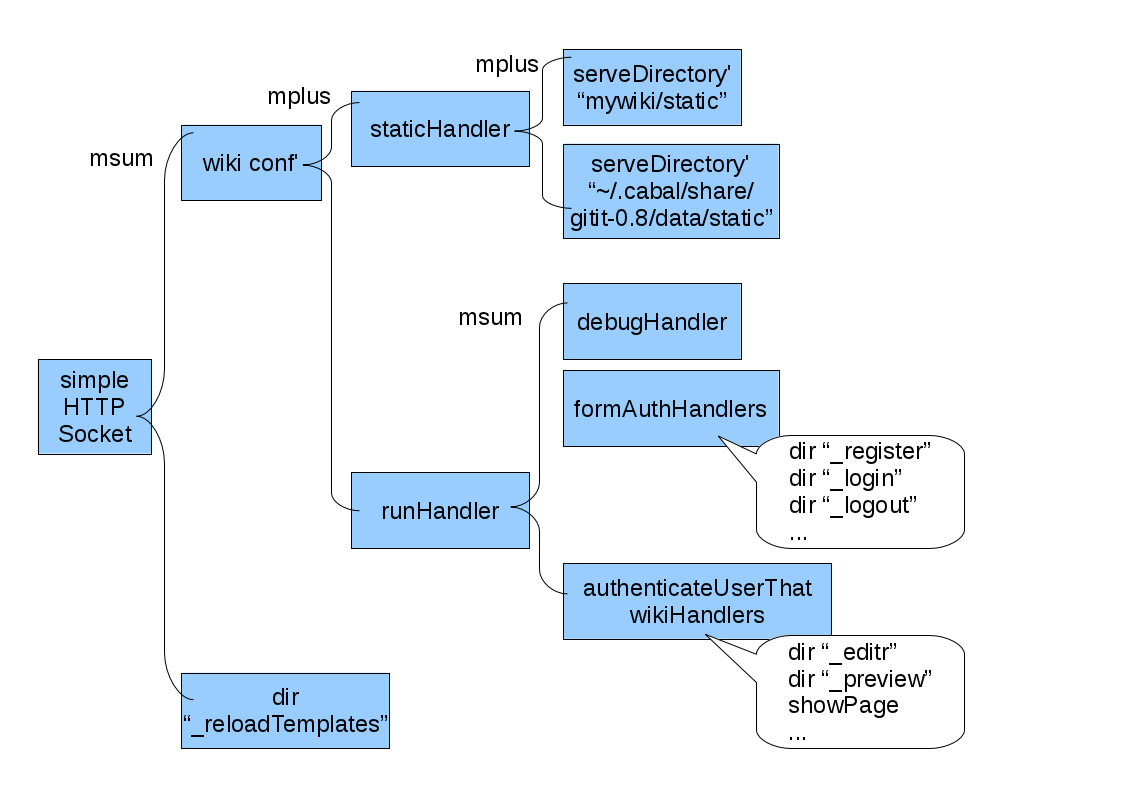 mplus
serveDirectory'
“mywiki/static”
mplus
staticHandler
msum
wiki conf'
serveDirectory'
“~/.cabal/share/
gitit-0.8/data/static”
msum
debugHandler
simple
HTTP
Socket
formAuthHandlers
dir “_register”
dir “_login”
dir “_logout”
...
runHandler
authenticateUserThat
wikiHandlers
dir “_editr”
dir “_preview”
showPage
...
dir
“_reloadTemplates”